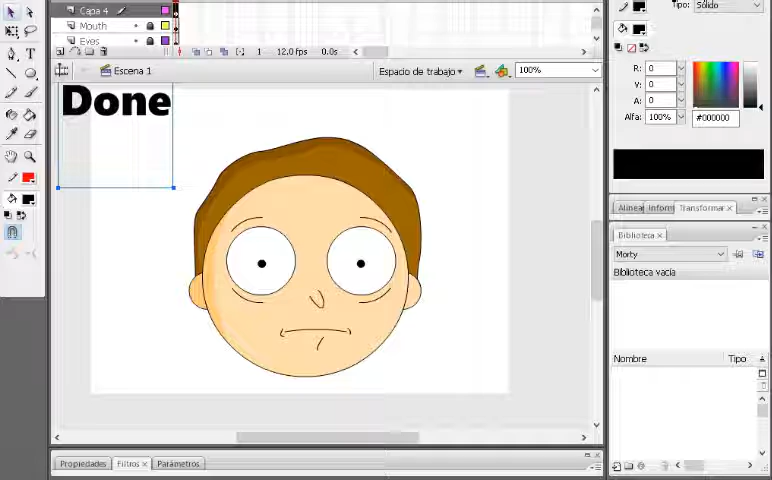 Capa 4
Mouth
Eyes
1 12.0 fps 0.0s
Escena 1
Espacio de trabajo
100%
Done
Tipo: Sólido
R: 0
V: 0
A: 0
Alfa: 100%
#000000
Alinea Inform Transformar
Biblioteca
Morty
Biblioteca vacía
Nombre Tipo
Propiedades Filtros Parámetros